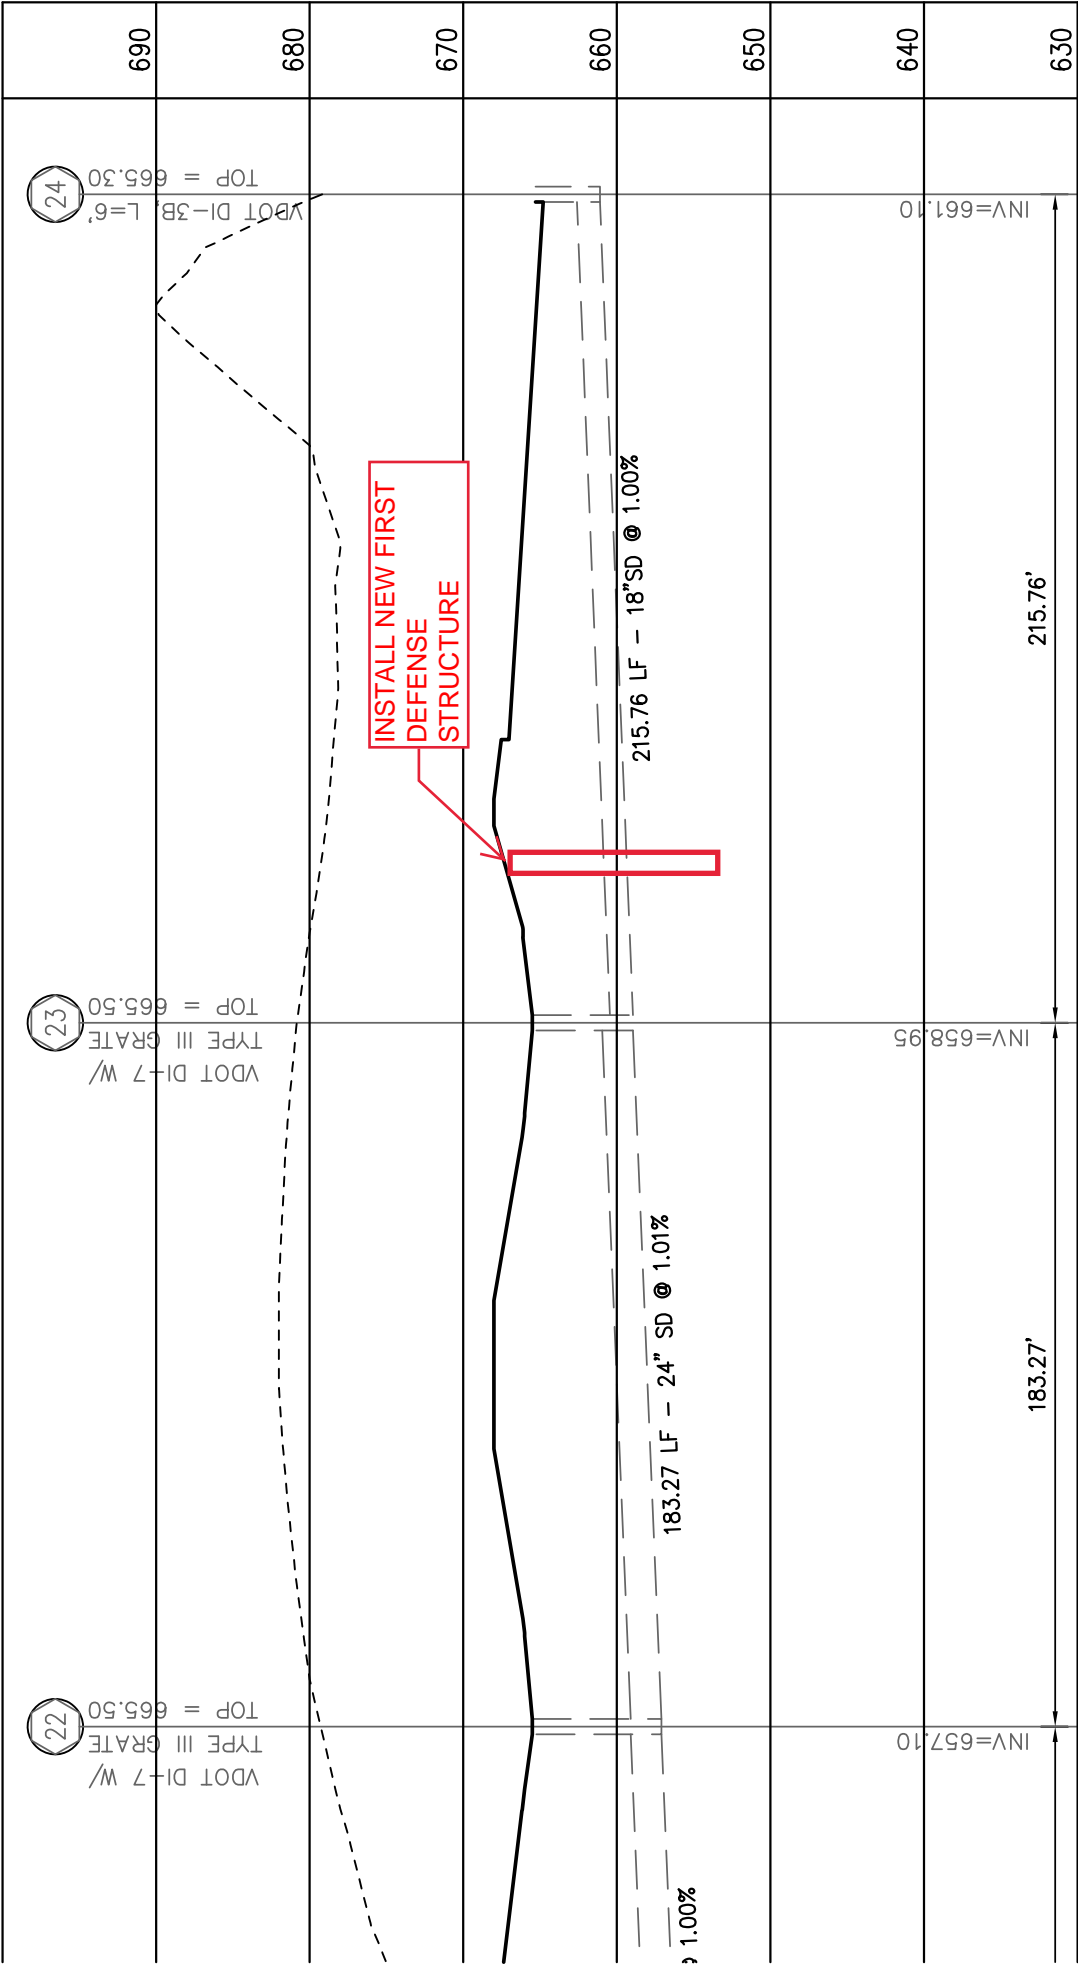 690
680
670
660
650
640
630
24
TOP = 665.30
VDOT DI-3B, L=6'
INV=661.10
INSTALL NEW FIRST
DEFENSE
STRUCTURE
215.76 LF - 18"SD @ 1.00%
215.76'
23
TOP = 665.50
TYPE III GRATE
VDOT DI-7 W/
INV=658.95
183.27 LF - 24" SD @ 1.01%
183.27'
22
TOP = 665.50
TYPE III GRATE
VDOT DI-7 W/
INV=657.10
1.00%